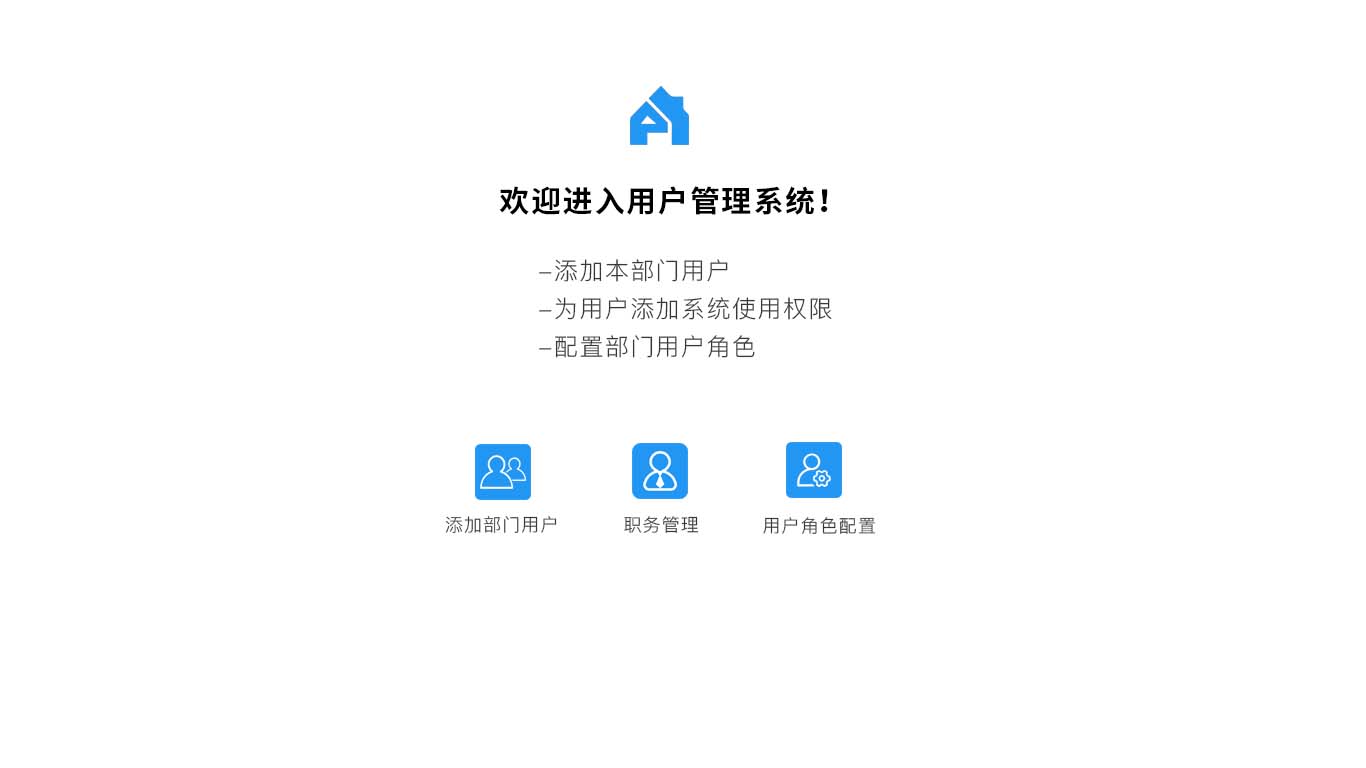 欢迎进入用户管理系统！
–添加本部门用户
–为用户添加系统使用权限
–配置部门用户角色
添加部门用户
职务管理
用户角色配置